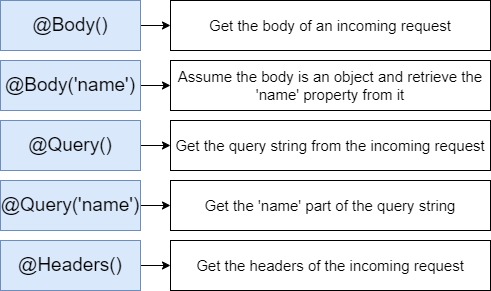 @Body()
Get the body of an incoming request
@Body('name')
Assume the body is an object and retrieve the
'name' property from it
@Query()
Get the query string from the incoming request
@Query('name')
Get the 'name' part of the query string
@Headers()
Get the headers of the incoming request